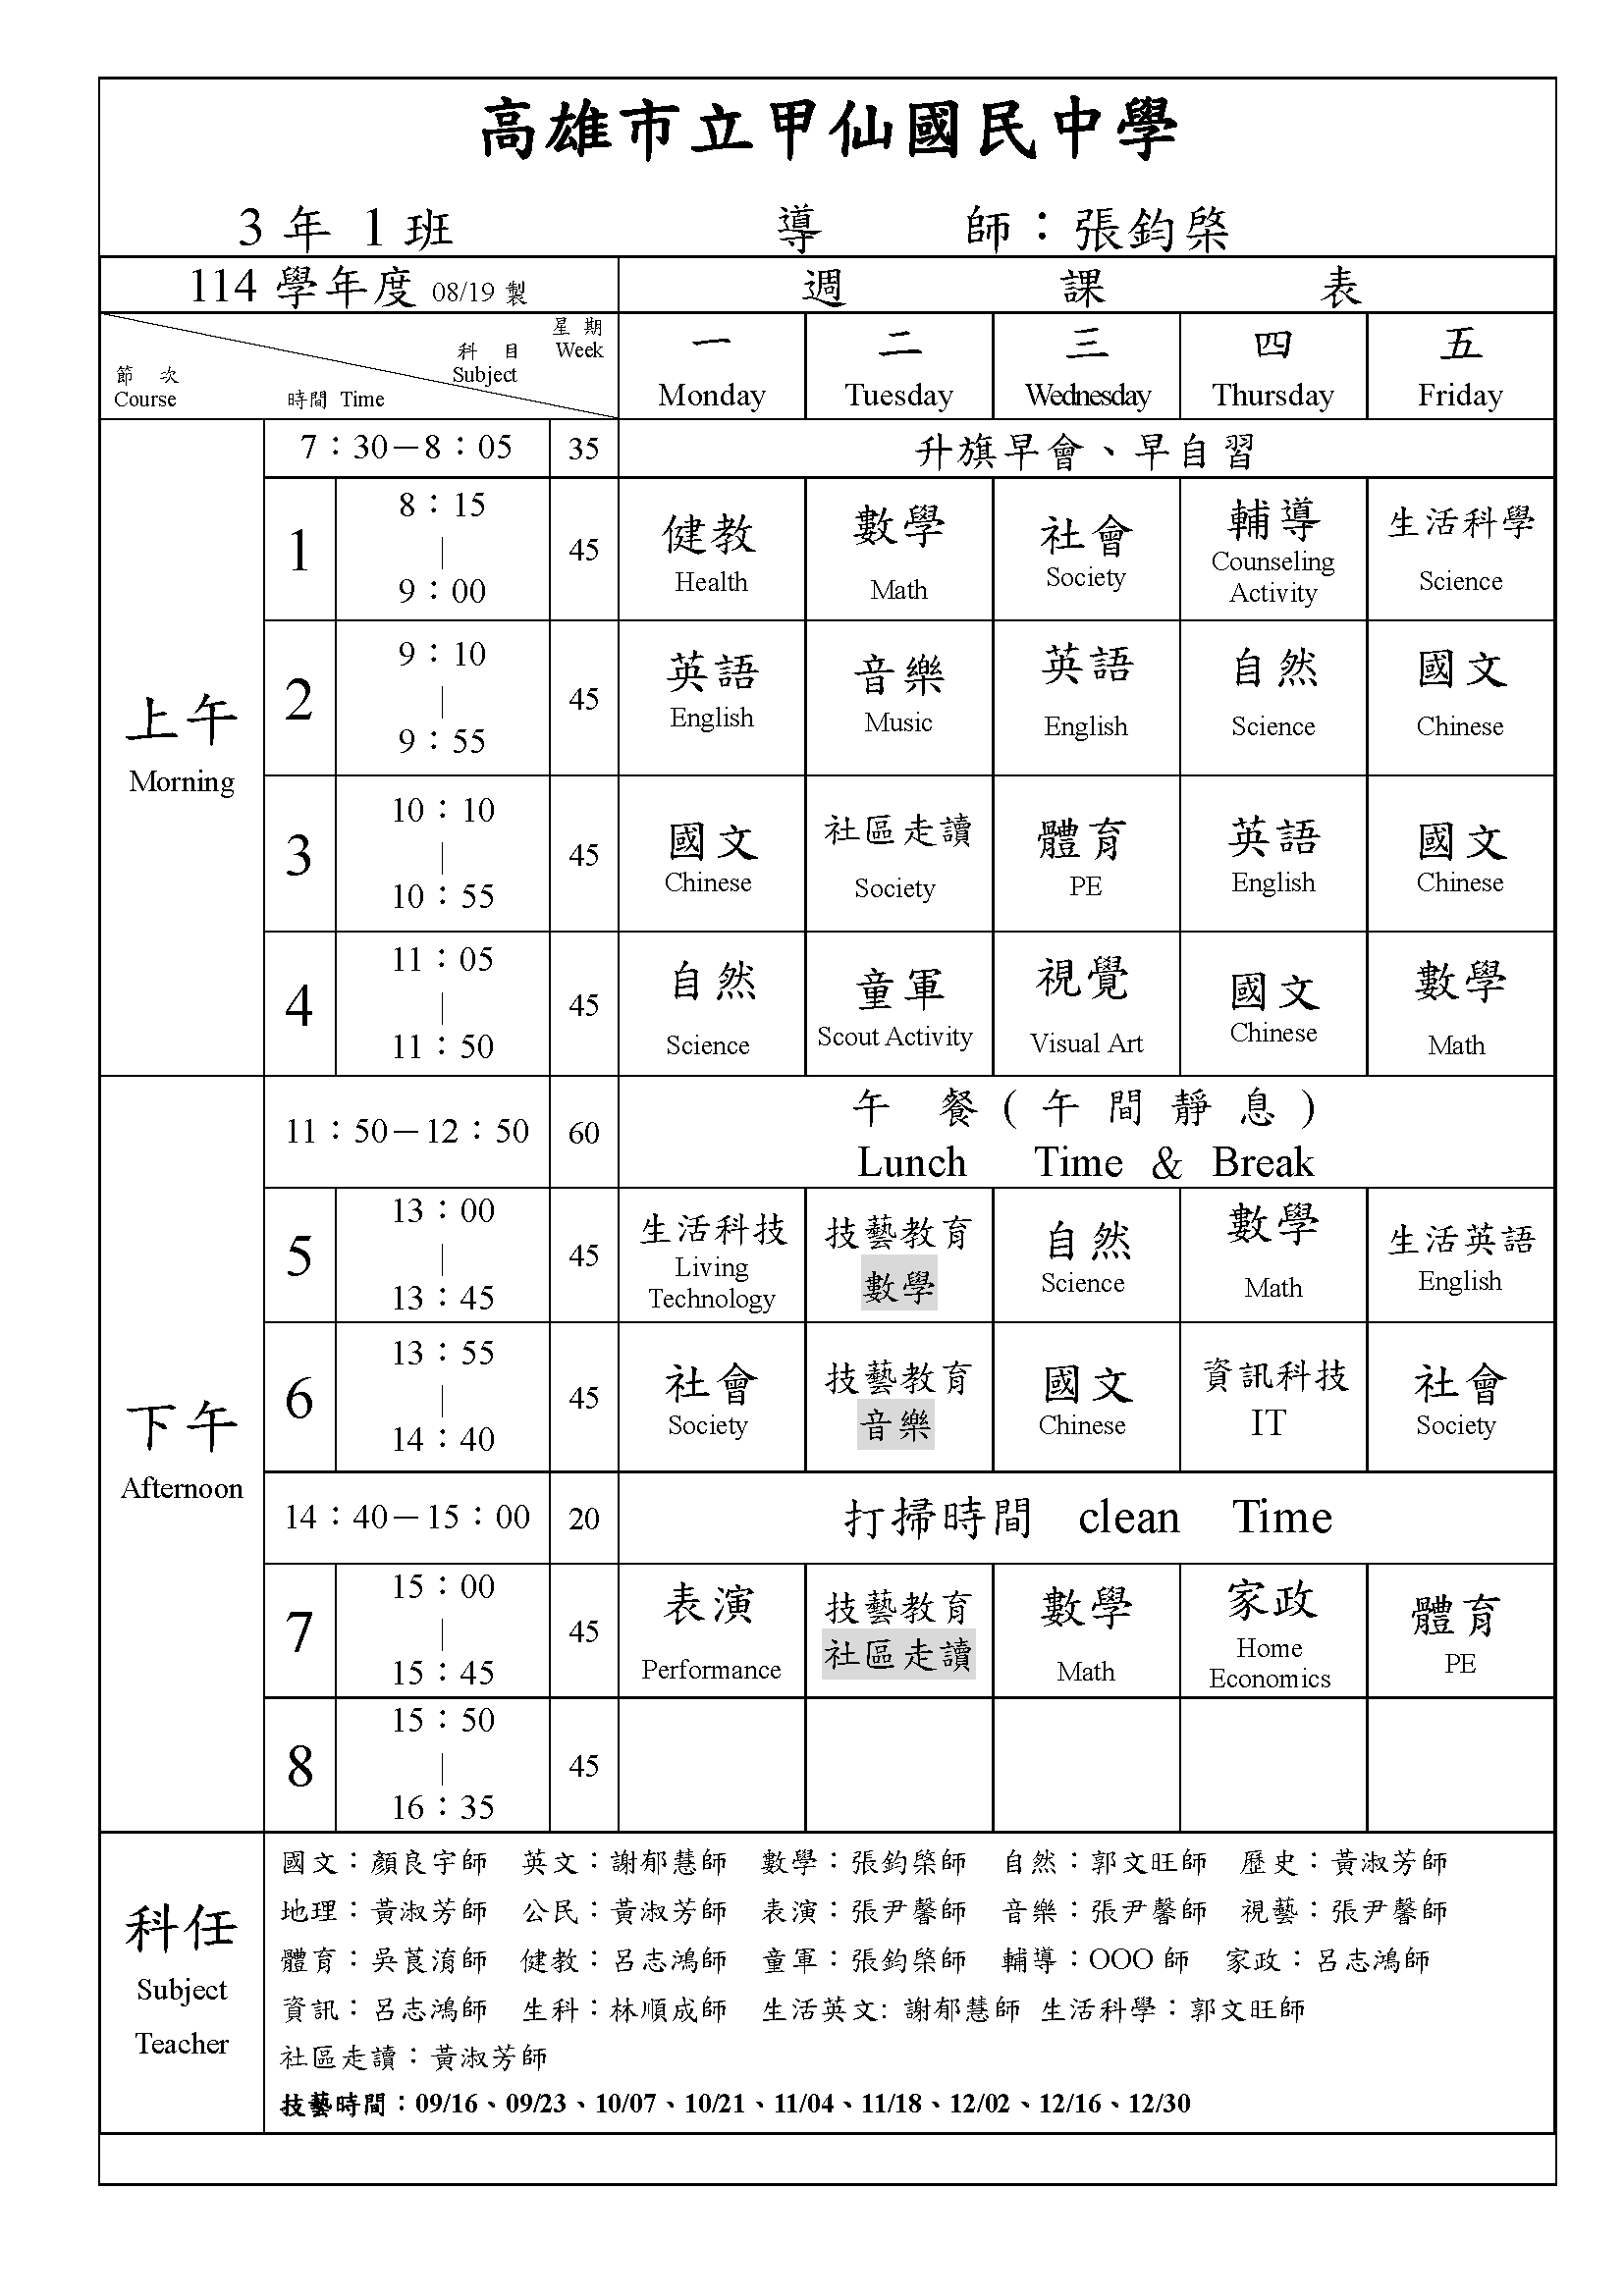 高雄市立甲仙國民中學
3 年 1 班 導 師：張鈞棨
114 學年度 08/19 製 週 課 表
星 期
Week
科 目
Subject
節 次
Course
時間 Time
一 二 三 四 五
Monday Tuesday Wednesday Thursday Friday
上午
Morning
7：30－8：05 35 升旗早會、早自習
1 8：15｜9：00 45 健教 數學 社會 輔導 生活科學
Health Math Society Counseling Activity Science
2 9：10｜9：55 45 英語 音樂 英語 自然 國文
English Music English Science Chinese
3 10：10｜10：55 45 國文 社區走讀 體育 英語 國文
Chinese Society PE English Chinese
4 11：05｜11：50 45 自然 童軍 視覺 國文 數學
Science Scout Activity Visual Art Chinese Math
下午
Afternoon
11：50－12：50 60 午 餐 ( 午 間 靜 息 )
Lunch Time & Break
5 13：00｜13：45 45 生活科技 技藝教育 自然 數學 生活英語
Living Technology 數學 Science Math English
6 13：55｜14：40 45 社會 技藝教育 國文 資訊科技 社會
Society 音樂 Chinese IT Society
14：40－15：00 20 打掃時間 clean Time
7 15：00｜15：45 45 表演 技藝教育 數學 家政 體育
Performance 社區走讀 Math Home Economics PE
8 15：50｜16：35 45
科任
Subject
Teacher
國文：顏良宇師 英文：謝郁慧師 數學：張鈞棨師 自然：郭文旺師 歷史：黃淑芳師
地理：黃淑芳師 公民：黃淑芳師 表演：張尹馨師 音樂：張尹馨師 視藝：張尹馨師
體育：吳莨淯師 健教：呂志鴻師 童軍：張鈞棨師 輔導：OOO 師 家政：呂志鴻師
資訊：呂志鴻師 生科：林順成師 生活英文: 謝郁慧師 生活科學：郭文旺師
社區走讀：黃淑芳師
技藝時間：09/16、09/23、10/07、10/21、11/04、11/18、12/02、12/16、12/30